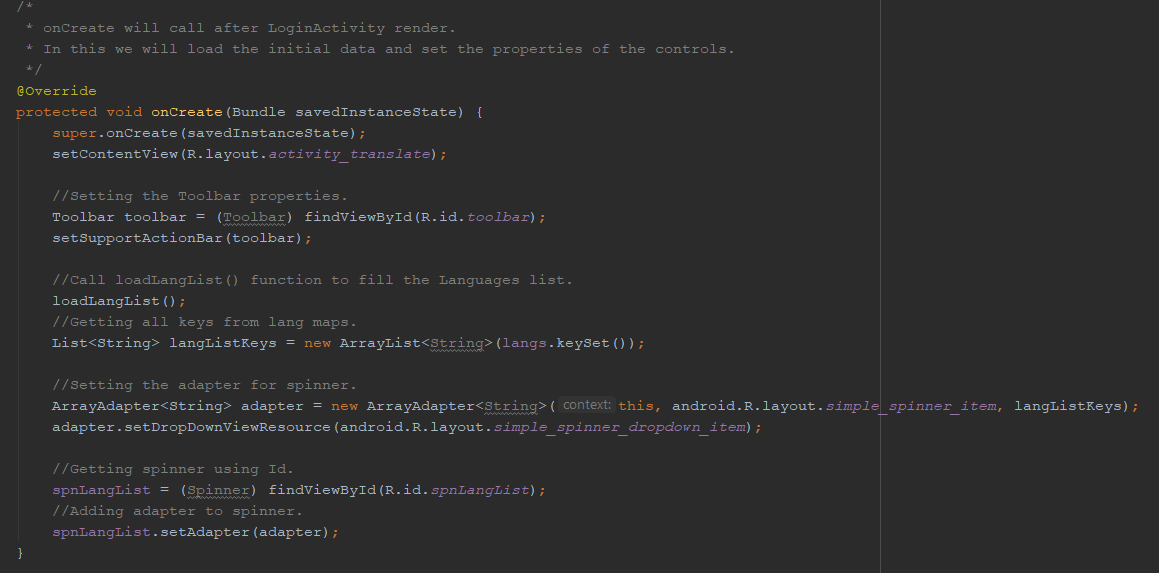 /*
 * onCreate will call after LoginActivity render.
 * In this we will load the initial data and set the properties of the controls.
 */
@Override
protected void onCreate(Bundle savedInstanceState) {
    super.onCreate(savedInstanceState);
    setContentView(R.layout.activity_translate);

    //Setting the Toolbar properties.
    Toolbar toolbar = (Toolbar) findViewById(R.id.toolbar);
    setSupportActionBar(toolbar);

    //Call loadLangList() function to fill the Languages list.
    loadLangList();
    //Getting all keys from lang maps.
    List<String> langListKeys = new ArrayList<String>(langs.keySet());

    //Setting the adapter for spinner.
    ArrayAdapter<String> adapter = new ArrayAdapter<String>( context: this, android.R.layout.simple_spinner_item, langListKeys);
    adapter.setDropDownViewResource(android.R.layout.simple_spinner_dropdown_item);

    //Getting spinner using Id.
    spnLangList = (Spinner) findViewById(R.id.spnLangList);
    //Adding adapter to spinner.
    spnLangList.setAdapter(adapter);
}